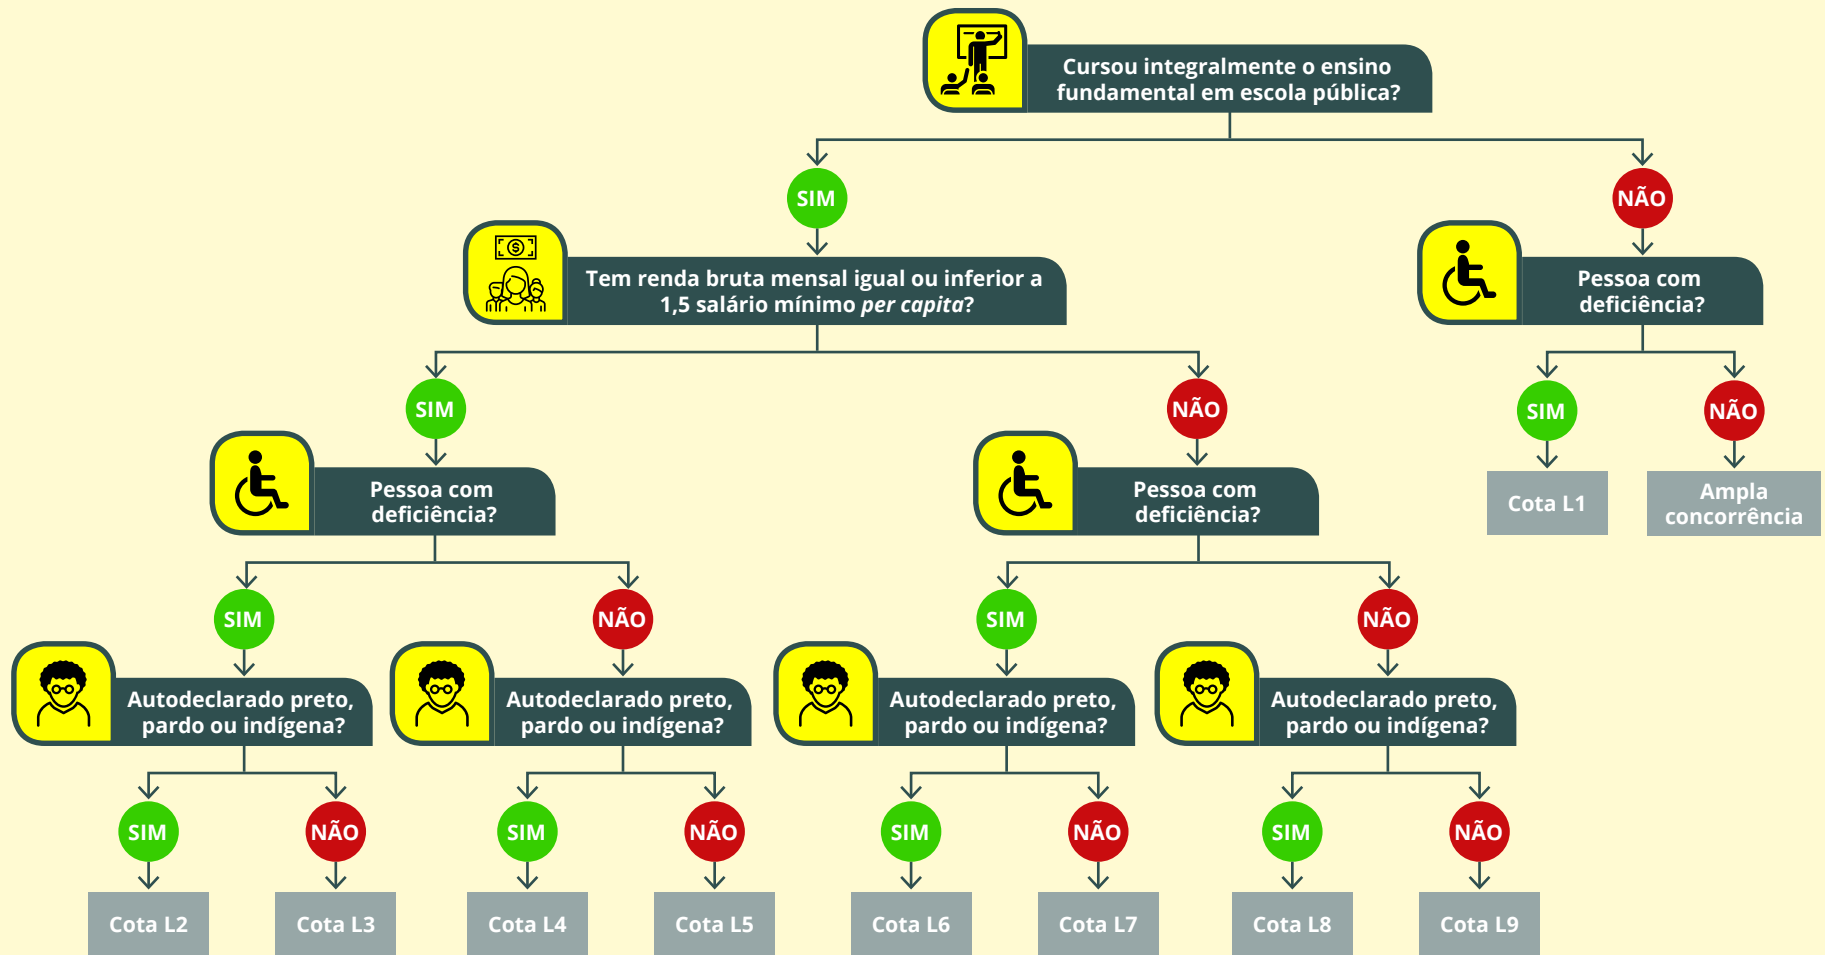 Cursou integralmente o ensino
fundamental em escola pública?
SIM
NÃO
Tem renda bruta mensal igual ou inferior a
1,5 salário mínimo per capita?
Pessoa com
deficiência?
SIM
NÃO
SIM
NÃO
Pessoa com
deficiência?
Pessoa com
deficiência?
Cota L1
Ampla
concorrência
SIM
NÃO
SIM
NÃO
Autodeclarado preto,
pardo ou indígena?
Autodeclarado preto,
pardo ou indígena?
Autodeclarado preto,
pardo ou indígena?
Autodeclarado preto,
pardo ou indígena?
SIM
NÃO
SIM
NÃO
SIM
NÃO
SIM
NÃO
Cota L2
Cota L3
Cota L4
Cota L5
Cota L6
Cota L7
Cota L8
Cota L9